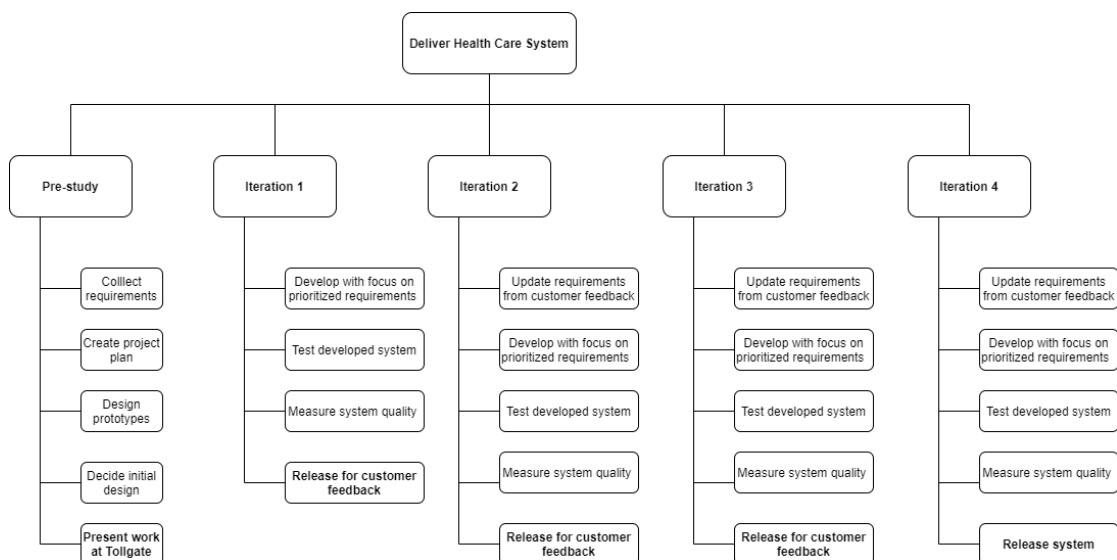 Deliver Health Care System
Pre-study
Iteration 1
Iteration 2
Iteration 3
Iteration 4
Colllect
requirements
Create project
plan
Design
prototypes
Decide initial
design
Present work
at Tollgate
Develop with focus on
prioritized requirements
Test developed system
Measure system quality
Release for customer
feedback
Update requirements
from customer feedback
Develop with focus on
prioritized requirements
Test developed system
Measure system quality
Release for customer
feedback
Update requirements
from customer feedback
Develop with focus on
prioritized requirements
Test developed system
Measure system quality
Release for customer
feedback
Update requirements
from customer feedback
Develop with focus on
prioritized requirements
Test developed system
Measure system quality
Release system